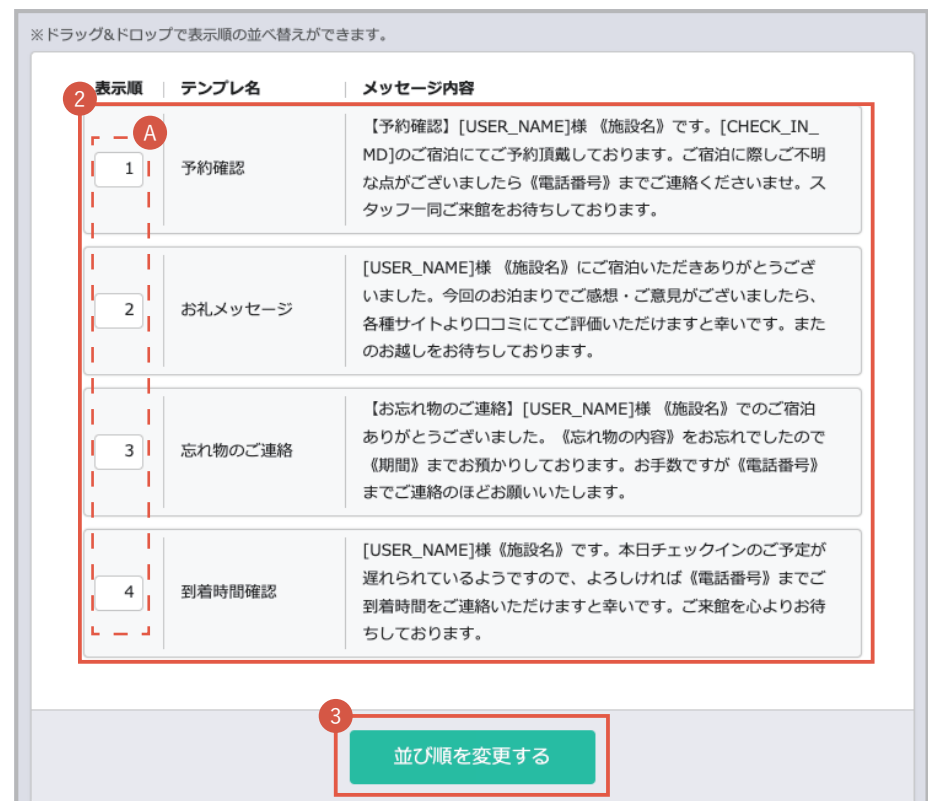 ※ドラッグ&ドロップで表示順の並べ替えができます。
2
表示順 テンプレ名 メッセージ内容
A
1
予約確認
【予約確認】[USER_NAME]様 《施設名》です。[CHECK_IN_
MD]のご宿泊にてご予約頂戴しております。ご宿泊に際しご不明
な点がございましたら《電話番号》までご連絡くださいませ。ス
タッフ一同ご来館をお待ちしております。
2
お礼メッセージ
[USER_NAME]様 《施設名》にご宿泊いただきありがとうござ
いました。今回のお泊まりでご感想・ご意見がございましたら、
各種サイトより口コミにてご評価いただけますと幸いです。また
のお越しをお待ちしております。
3
忘れ物のご連絡
【お忘れ物のご連絡】[USER_NAME]様 《施設名》でのご宿泊
ありがとうございました。《忘れ物の内容》をお忘れでしたので
《期間》までお預かりしております。お手数ですが《電話番号》
までご連絡のほどお願いいたします。
4
到着時間確認
[USER_NAME]様《施設名》です。本日チェックインのご予定が
遅れられているようですので、よろしければ《電話番号》までご
到着時間をご連絡いただけますと幸いです。ご来館を心よりお待
ちしております。
3
並び順を変更する